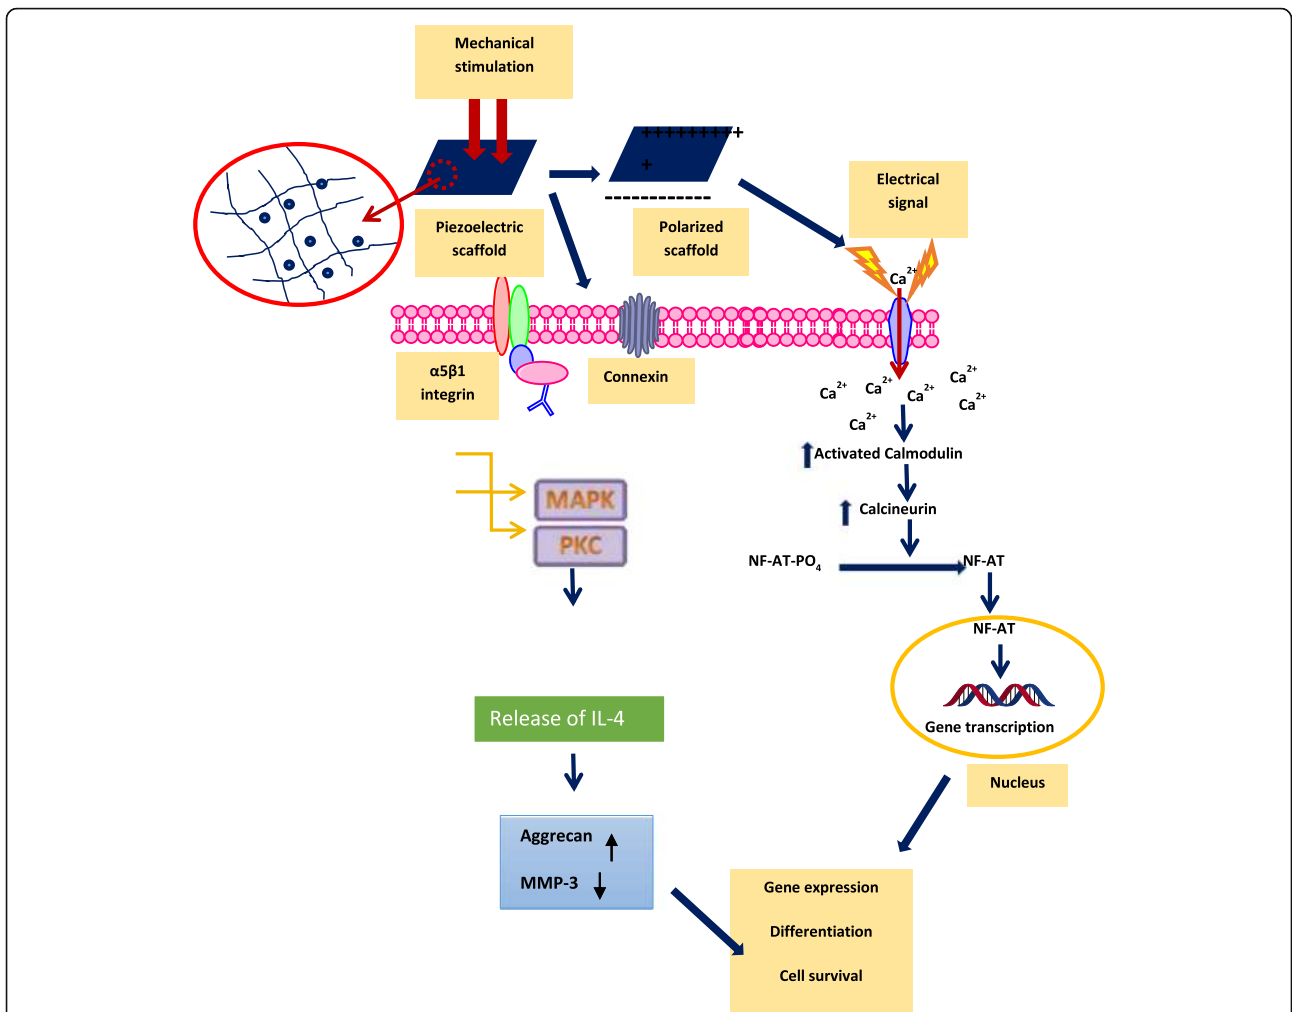 Mechanical
stimulation
+++++++++
+
------------
Piezoelectric
scaffold
Polarized
scaffold
Electrical
signal
Ca2+
α5β1
integrin
Connexin
Ca2+ Ca2+ Ca2+ Ca2+ Ca2+
Ca2+
Activated Calmodulin
Calcineurin
NF-AT-PO4
NF-AT
NF-AT
Gene transcription
Nucleus
MAPK
PKC
Release of IL-4
Aggrecan
MMP-3
Gene expression
Differentiation
Cell survival